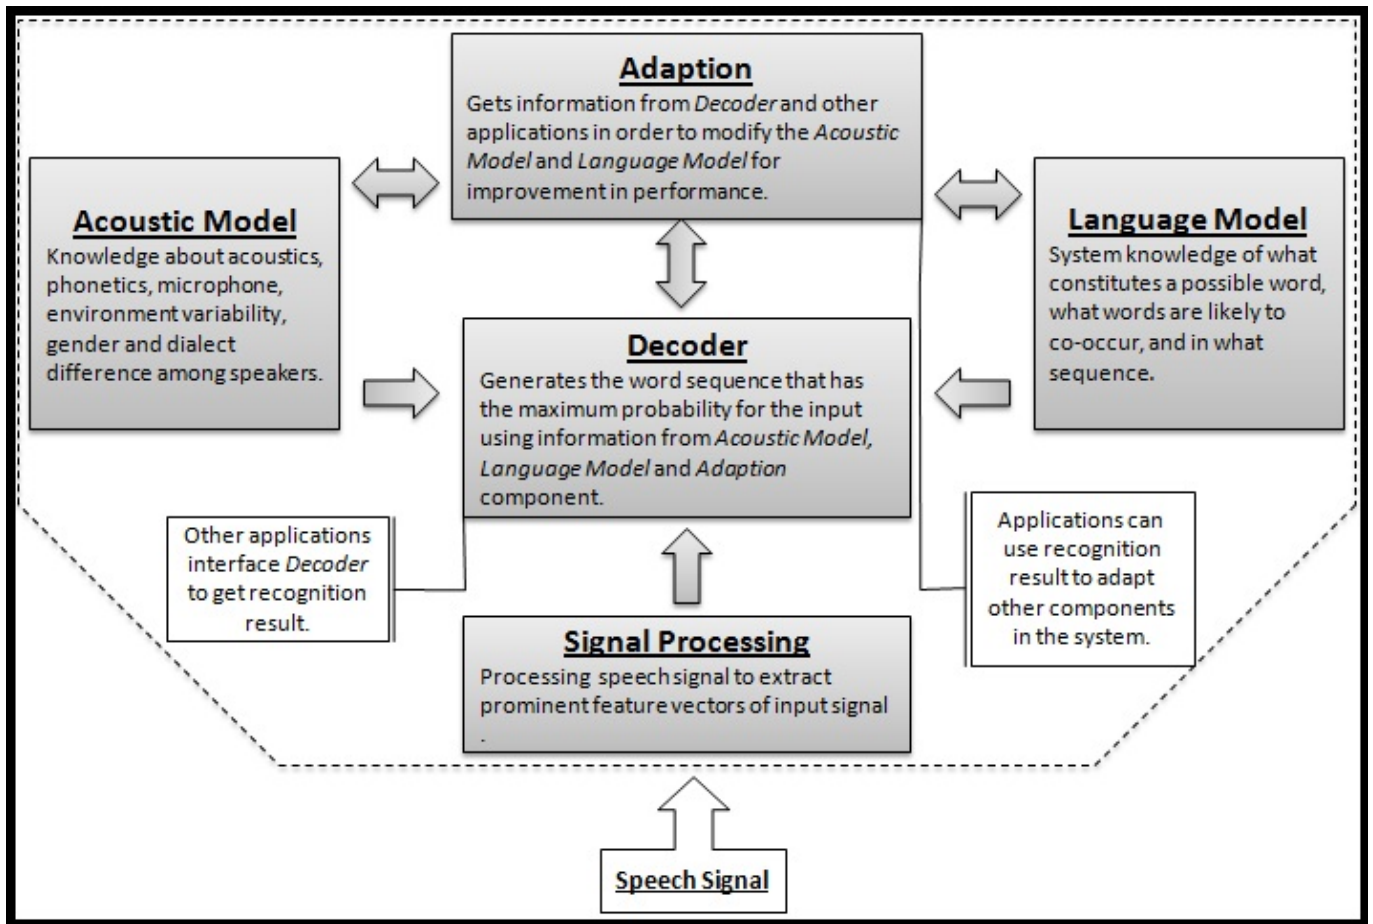 Adaption
Gets information from Decoder and other
applications in order to modify the Acoustic
Model and Language Model for
improvement in performance.
Acoustic Model
Knowledge about acoustics,
phonetics, microphone,
environment variability,
gender and dialect
difference among speakers.
Language Model
System knowledge of what
constitutes a possible word,
what words are likely to
co-occur, and in what
sequence.
Decoder
Generates the word sequence that has
the maximum probability for the input
using information from Acoustic Model,
Language Model and Adaption
component.
Other applications
interface Decoder
to get recognition
result.
Applications can
use recognition
result to adapt
other components
in the system.
Signal Processing
Processing speech signal to extract
prominent feature vectors of input signal
.
Speech Signal